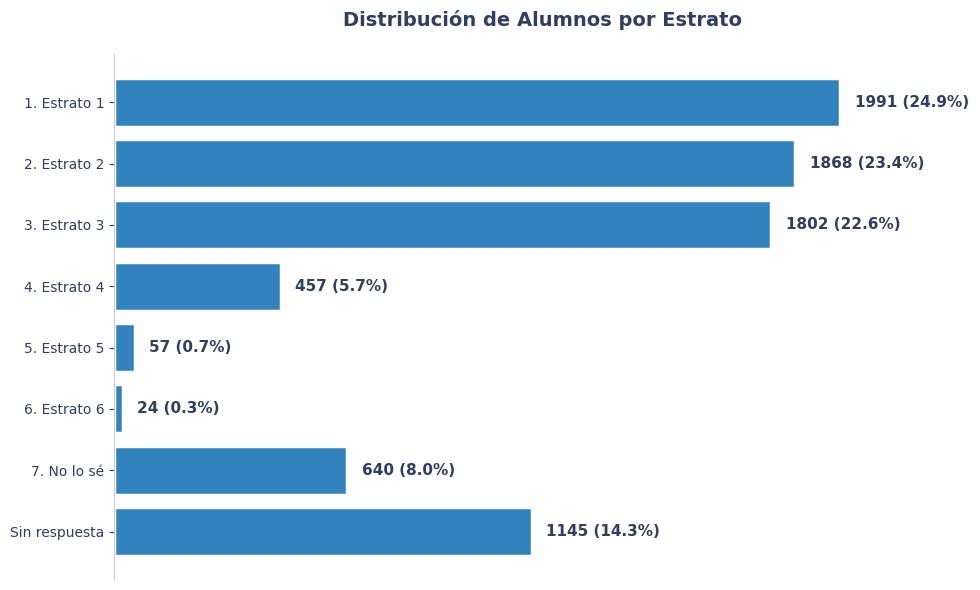 Distribución de Alumnos por Estrato
1. Estrato 1 1991 (24.9%)
2. Estrato 2 1868 (23.4%)
3. Estrato 3 1802 (22.6%)
4. Estrato 4 457 (5.7%)
5. Estrato 5 57 (0.7%)
6. Estrato 6 24 (0.3%)
7. No lo sé 640 (8.0%)
Sin respuesta 1145 (14.3%)